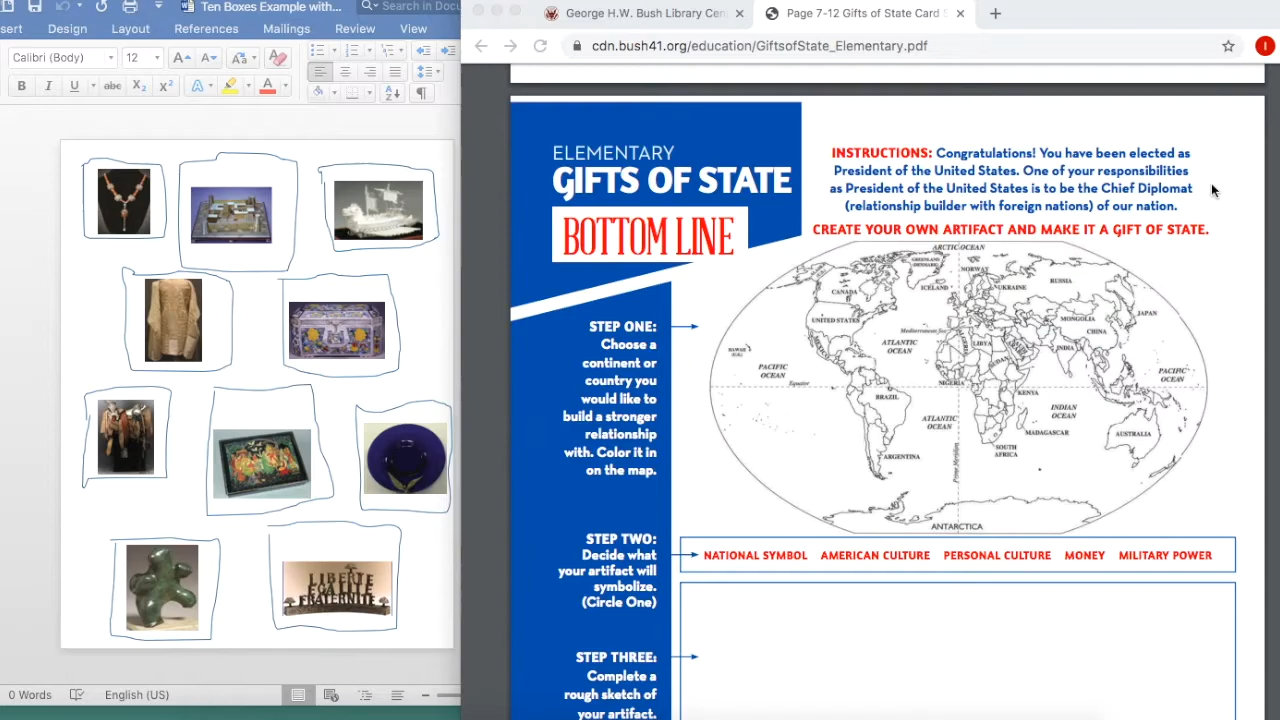 Ten Boxes Example with...
Search in Docu
sert
Design
Layout
References
Mailings
Review
View
Calibri (Body)
12
0 Words
English (US)
LIBERTE
EGALITE
FRATERNITE
George H.W. Bush Library Cen
Page 7-12 Gifts of State Card S
cdn.bush41.org/education/GiftsofState_Elementary.pdf
ELEMENTARY
GIFTS OF STATE
BOTTOM LINE
INSTRUCTIONS: Congratulations! You have been elected as
President of the United States. One of your responsibilities
as President of the United States is to be the Chief Diplomat
(relationship builder with foreign nations) of our nation.
CREATE YOUR OWN ARTIFACT AND MAKE IT A GIFT OF STATE.
ARCTIC OCEAN
GREENLAND
DENMARK
NORWAY
ICELAND
CANADA
UKRAINE
RUSSIA
UNITED STATES
MONGOLIA
JAPAN
CHINA
ATLANTIC
OCEAN
MEXICO
LIBYA
INDIA
PACIFIC
OCEAN
Equator
NIGERIA
PACIFIC
OCEAN
BRAZIL
KENYA
INDIAN
OCEAN
ATLANTIC
OCEAN
MADAGASCAR
AUSTRALIA
SOUTH
AFRICA
ARGENTINA
Prime Meridian
ANTARCTICA
STEP ONE:
Choose a
continent or
country you
would like to
build a stronger
relationship
with. Color it in
on the map.
STEP TWO:
Decide what
your artifact will
symbolize.
(Circle One)
NATIONAL SYMBOL AMERICAN CULTURE PERSONAL CULTURE MONEY MILITARY POWER
STEP THREE:
Complete a
rough sketch of
your artifact.